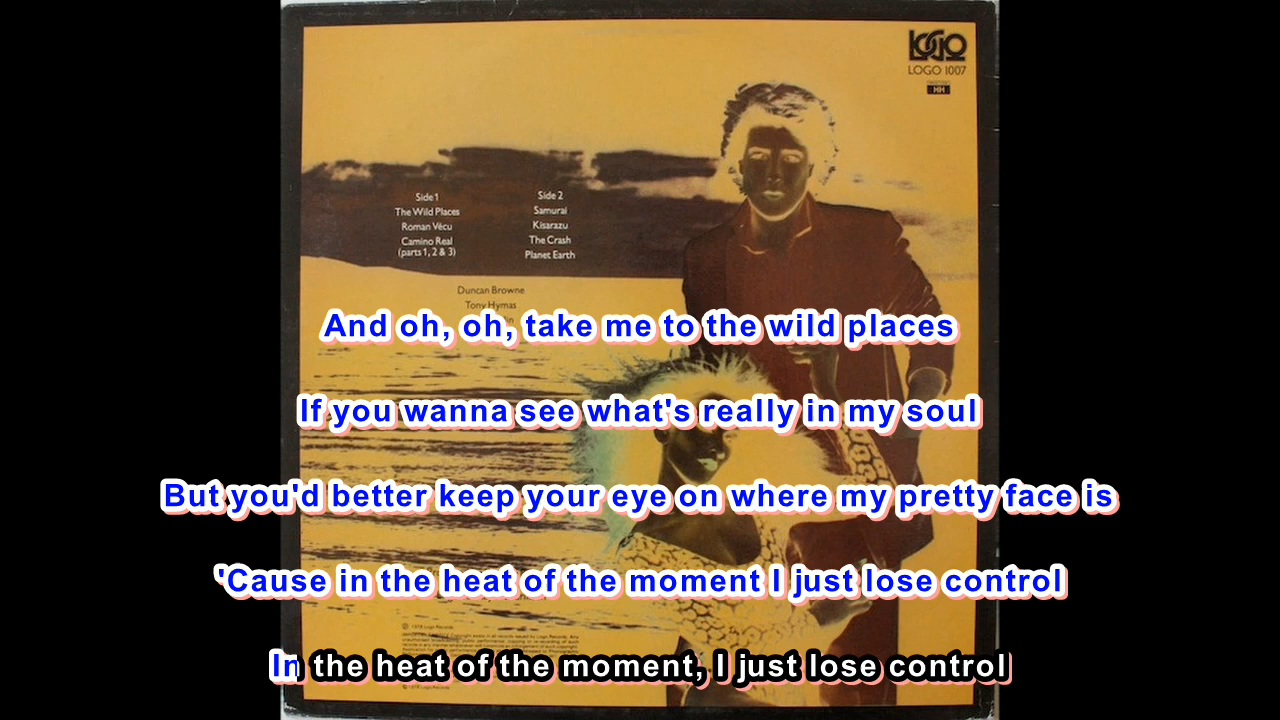 LOGO
LOGO 1007
Side 1
The Wild Places
Roman Vécu
Camino Real
(parts 1, 2 & 3)
Side 2
Samurai
Kisarazu
The Crash
Planet Earth
Duncan Browne
Tony Hymas
And oh, oh, take me to the wild places
If you wanna see what's really in my soul
But you'd better keep your eye on where my pretty face is
'Cause in the heat of the moment I just lose control
In the heat of the moment, I just lose control
℗ 1978 Logo Records